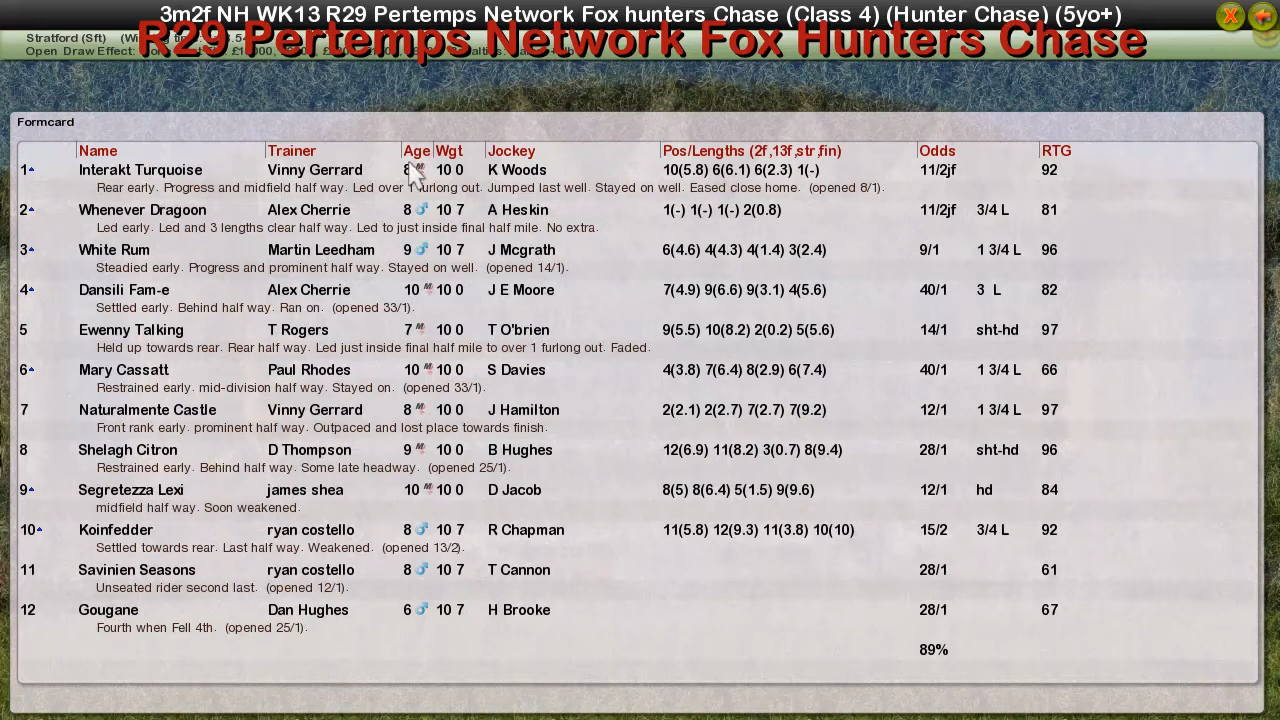 3m2f NH WK13 R29 Pertemps Network Fox hunters Chase (Class 4) (Hunter Chase) (5yo+)
R29 Pertemps Network Fox Hunters Chase
Stratford (Sft)
Open Draw Effect:
Formcard
Name Trainer Age Wgt Jockey Pos/Lengths (2f,13f,str,fin) Odds RTG
1 Interakt Turquoise Vinny Gerrard 8 10 0 K Woods 10(5.8) 6(6.1) 6(2.3) 1(-) 11/2jf 92
Rear early. Progress and midfield half way. Led over 1 furlong out. Jumped last well. Stayed on well. Eased close home. (opened 8/1).
2 Whenever Dragoon Alex Cherrie 8 10 7 A Heskin 1(-) 1(-) 1(-) 2(0.8) 11/2jf 3/4 L 81
Led early. Led and 3 lengths clear half way. Led to just inside final half mile. No extra.
3 White Rum Martin Leedham 9 10 7 J Mcgrath 6(4.6) 4(4.3) 4(1.4) 3(2.4) 9/1 1 3/4 L 96
Steadied early. Progress and prominent half way. Stayed on well. (opened 14/1).
4 Dansili Fam-e Alex Cherrie 10 10 0 J E Moore 7(4.9) 9(6.6) 9(3.1) 4(5.6) 40/1 3 L 82
Settled early. Behind half way. Ran on. (opened 33/1).
5 Ewenny Talking T Rogers 7 10 0 T O'brien 9(5.5) 10(8.2) 2(0.2) 5(5.6) 14/1 sht-hd 97
Held up towards rear. Rear half way. Led just inside final half mile to over 1 furlong out. Faded.
6 Mary Cassatt Paul Rhodes 10 10 0 S Davies 4(3.8) 7(6.4) 8(2.9) 6(7.4) 40/1 1 3/4 L 66
Restrained early. mid-division half way. Stayed on. (opened 33/1).
7 Naturalmente Castle Vinny Gerrard 8 10 0 J Hamilton 2(2.1) 2(2.7) 7(2.7) 7(9.2) 12/1 1 3/4 L 97
Front rank early. prominent half way. Outpaced and lost place towards finish.
8 Shelagh Citron D Thompson 9 10 0 B Hughes 12(6.9) 11(8.2) 3(0.7) 8(9.4) 28/1 sht-hd 96
Restrained early. Behind half way. Some late headway. (opened 25/1).
9 Segretezza Lexi james shea 10 10 0 D Jacob 8(5) 8(6.4) 5(1.5) 9(9.6) 12/1 hd 84
midfield half way. Soon weakened.
10 Koinfedder ryan costello 8 10 7 R Chapman 11(5.8) 12(9.3) 11(3.8) 10(10) 15/2 3/4 L 92
Settled towards rear. Last half way. Weakened. (opened 13/2).
11 Savinien Seasons ryan costello 8 10 7 T Cannon 28/1 61
Unseated rider second last. (opened 12/1).
12 Gougane Dan Hughes 6 10 7 H Brooke 28/1 67
Fourth when Fell 4th. (opened 25/1).
89%